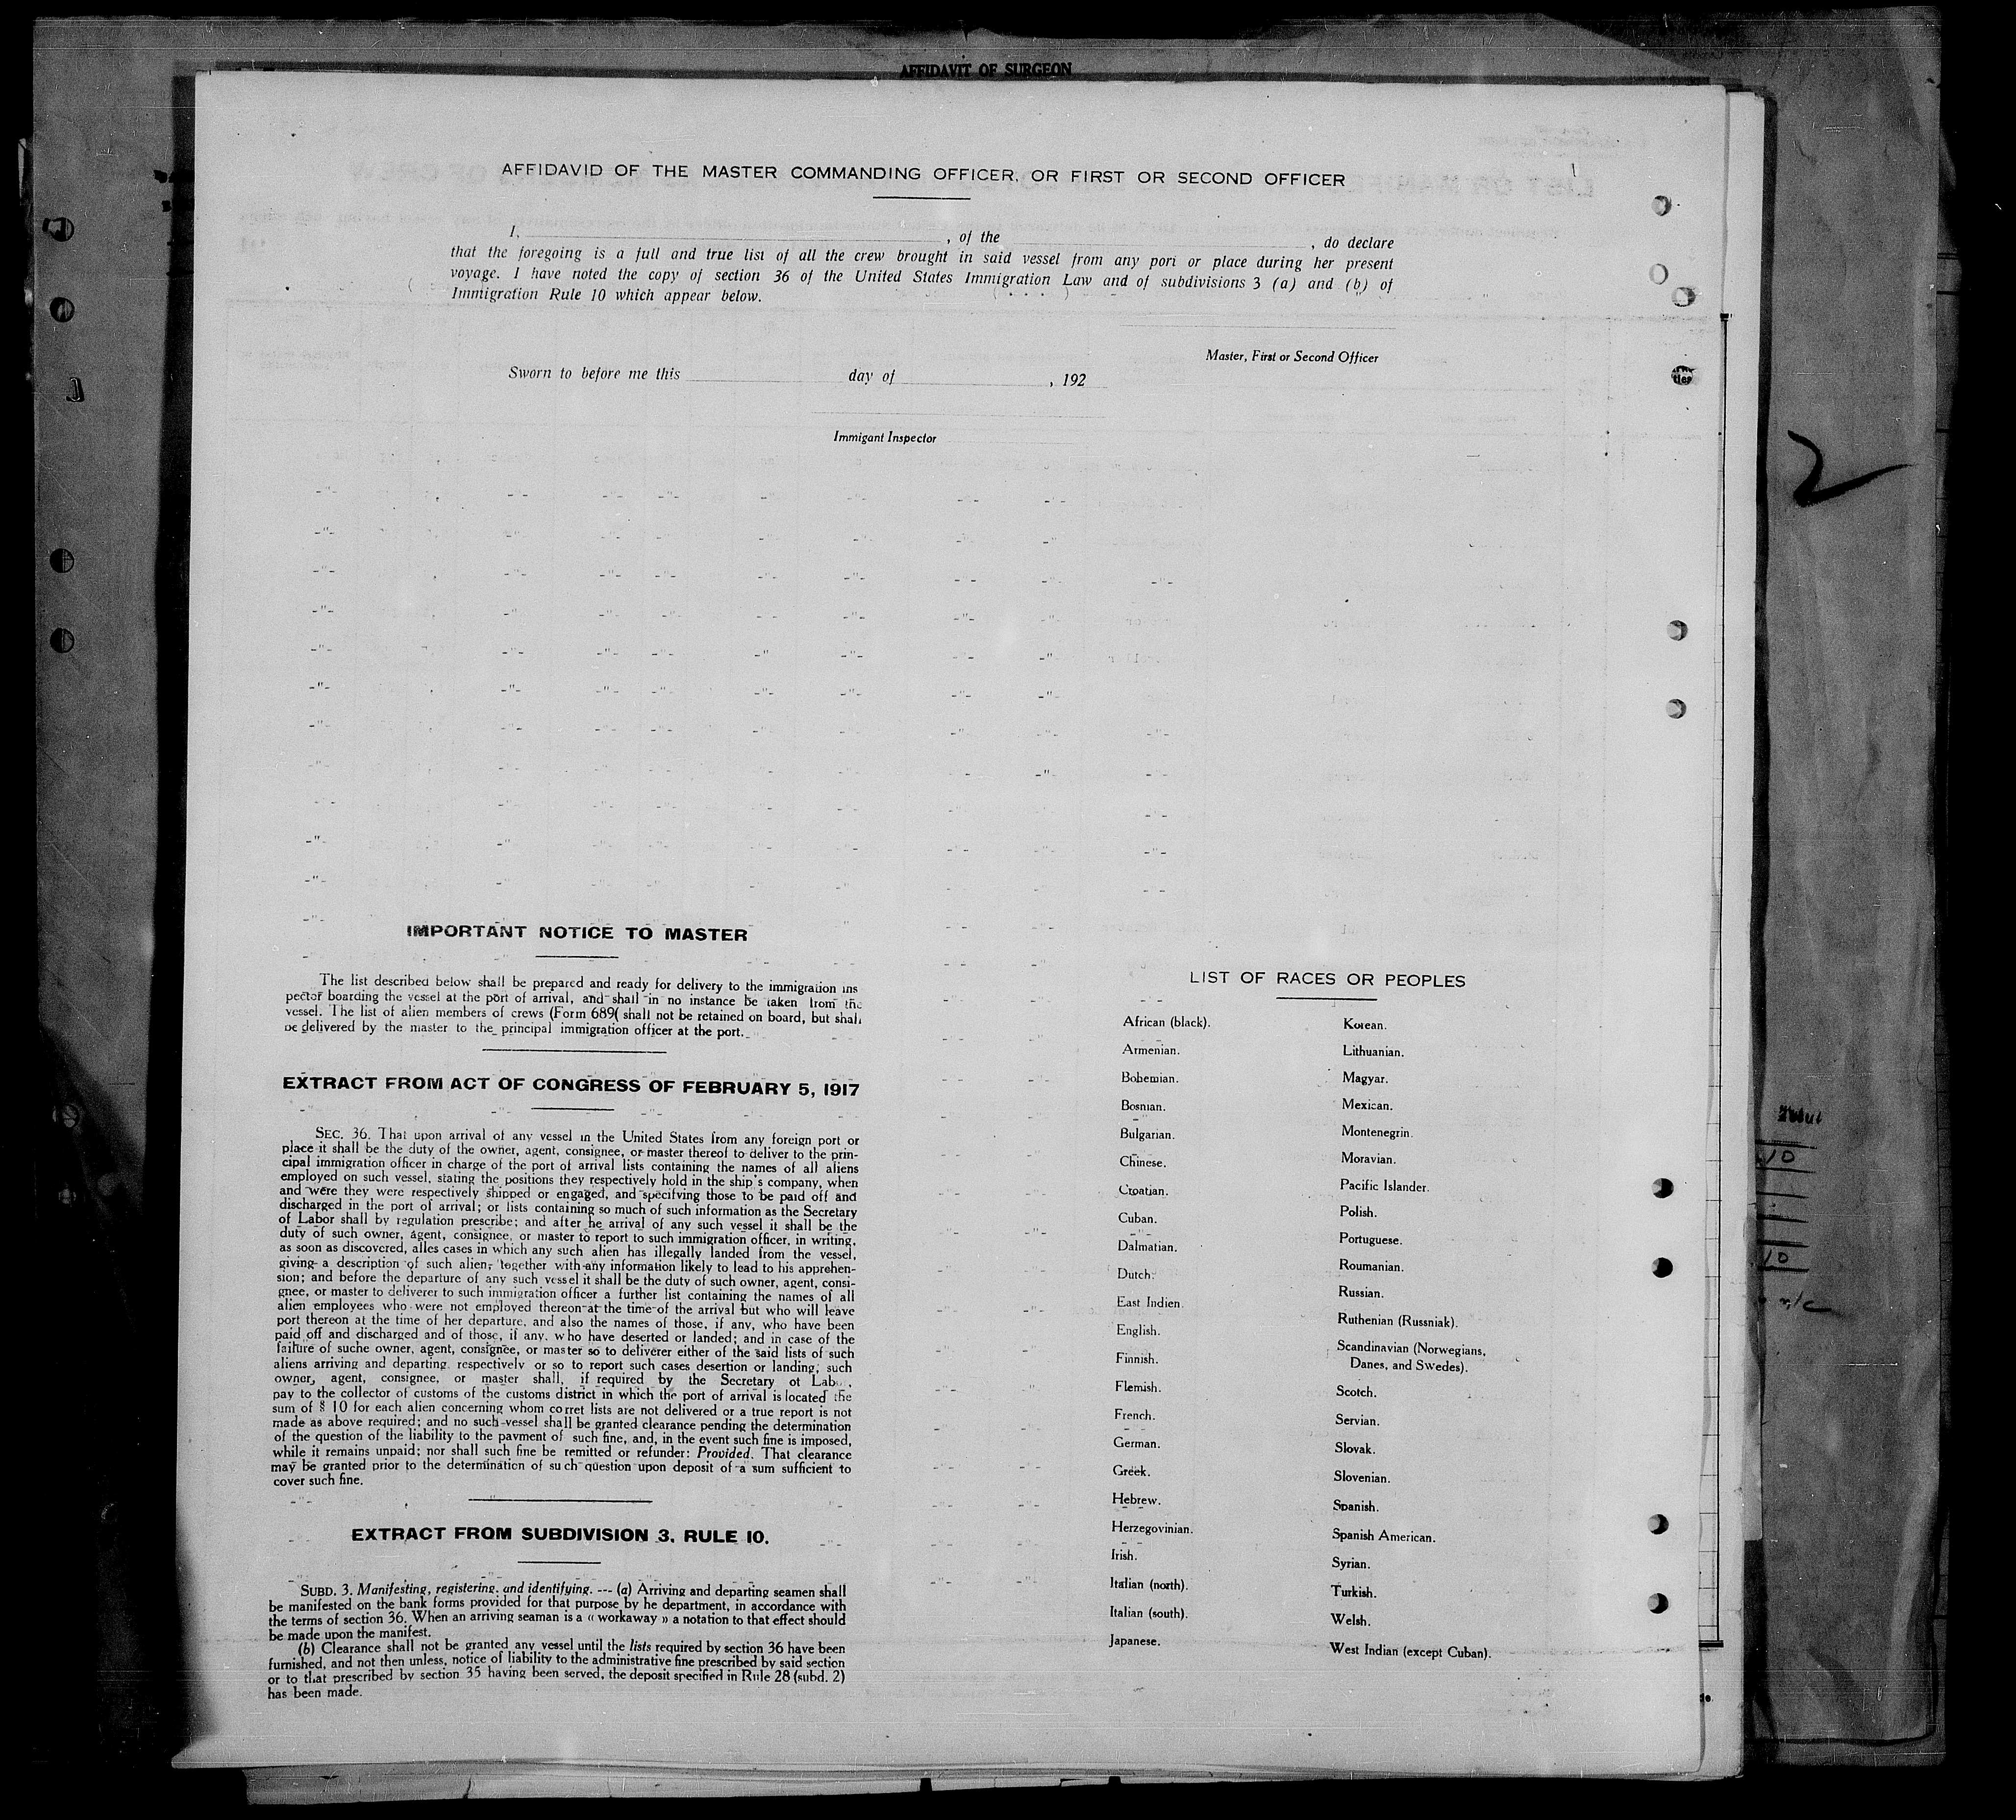 AFFIDAVIT OF SURGEON
AFFIDAVID OF THE MASTER COMMANDING OFFICER, OR FIRST OR SECOND OFFICER
I, , of the , do declare
that the foregoing is a full and true list of all the crew brought in said vessel from any pori or place during her present
voyage. I have noted the copy of section 36 of the United States Immigration Law and of subdivisions 3 (a) and (b) of
Immigration Rule 10 which appear below.
Master, First or Second Officer
Sworn to before me this day of , 192
Immigant Inspector
2
IMPORTANT NOTICE TO MASTER
The list described below shall be prepared and ready for delivery to the immigration ins
pector boarding the vessel at the port of arrival, and shall in no instance be taken from the
vessel. The list of alien members of crews (Form 689( shall not be retained on board, but shall
be delivered by the master to the principal immigration officer at the port.
EXTRACT FROM ACT OF CONGRESS OF FEBRUARY 5, 1917
SEC. 36. That upon arrival of any vessel in the United States from any foreign port or
place it shall be the duty of the owner, agent, consignee, or master thereof to deliver to the prin-
cipal immigration officer in charge of the port of arrival lists containing the names of all aliens
employed on such vessel, stating the positions they respectively hold in the ship's company, when
and were they were respectively shipped or engaged, and specifving those to be paid off and
discharged in the port of arrival; or lists containing so much of such information as the Secretary
of Labor shall by regulation prescribe; and after he arrival of any such vessel it shall be the
duty of such owner, agent, consignee, or master to report to such immigration officer, in writing,
as soon as discovered, alles cases in which any such alien has illegally landed from the vessel,
giving a description of such alien, together with any information likely to lead to his apprehen-
sion; and before the departure of any such vessel it shall be the duty of such owner, agent, consi-
gnee, or master to deliverer to such immigration officer a further list containing the names of all
alien employees who were not employed thereon at the time of the arrival but who will leave
port thereon at the time of her departure, and also the names of those, if any, who have been
paid off and discharged and of those, if any, who have deserted or landed; and in case of the
failure of suche owner, agent, consignee, or master so to deliverer either of the said lists of such
aliens arriving and departing, respectively or so to report such cases desertion or landing, such
owner, agent, consignee, or master shall, if required by the Secretary ot Labor,
pay to the collector of customs of the customs district in which the port of arrival is located the
sum of § 10 for each alien concerning whom corret lists are not delivered or a true report is not
made as above required; and no such vessel shall be granted clearance pending the determination
of the question of the liability to the payment of such fine, and, in the event such fine is imposed,
while it remains unpaid; nor shall such fine be remitted or refunder: Provided. That clearance
may be granted prior to the determination of su ch question upon deposit of a sum sufficient to
cover such fine.
EXTRACT FROM SUBDIVISION 3, RULE 10.
SUBD. 3. Manifesting, registering, and identifying. --- (a) Arriving and departing seamen shall
be manifested on the bank forms provided for that purpose by he department, in accordance with
the terms of section 36. When an arriving seaman is a « workaway » a notation to that effect should
be made upon the manifest.
(b) Clearance shall not be granted any vessel until the lists required by section 36 have been
furnished, and not then unless, notice of liability to the administrative fine prescribed by said section
or to that prescribed by section 35 having been served, the deposit specified in Rule 28 (subd. 2)
has been made.
LIST OF RACES OR PEOPLES
African (black).
Armenian.
Bohemian.
Bosnian.
Bulgarian.
Chinese.
Croatian.
Cuban.
Dalmatian.
Dutch.
East Indien.
English.
Finnish.
Flemish.
French.
German.
Greek.
Hebrew.
Herzegovinian.
Irish.
Italian (north).
Italian (south).
Japanese.
Korean.
Lithuanian.
Magyar.
Mexican.
Montenegrin.
Moravian.
Pacific Islander.
Polish.
Portuguese.
Roumanian.
Russian.
Ruthenian (Russniak).
Scandinavian (Norwegians,
Danes, and Swedes).
Scotch.
Servian.
Slovak.
Slovenian.
Spanish.
Spanish American.
Syrian.
Turkish.
Welsh.
West Indian (except Cuban).
10
10